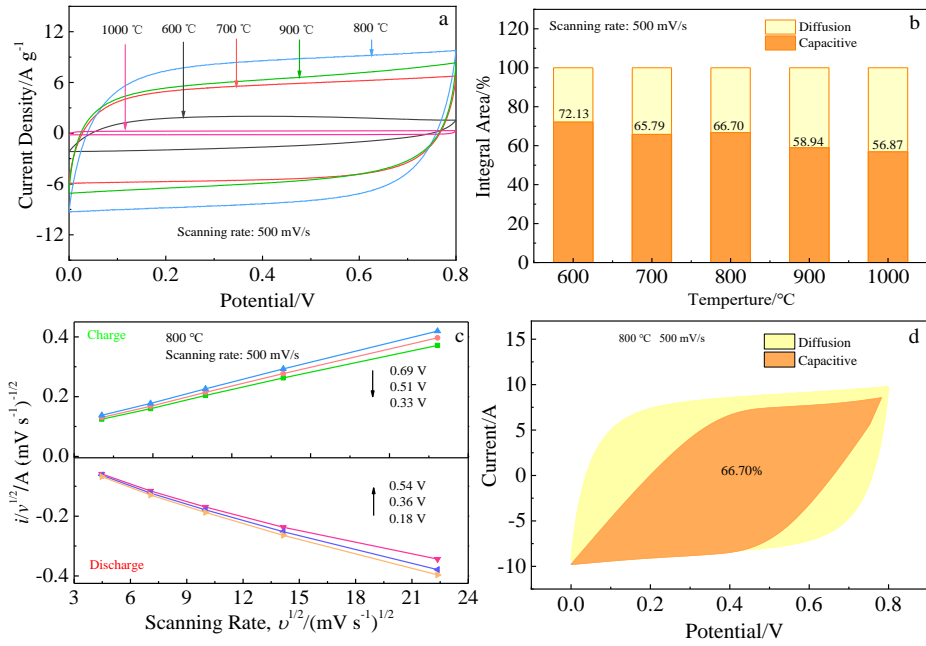 a
1000 ℃ 600 ℃ 700 ℃ 900 ℃ 800 ℃
12
6
0
-6
-12
Current Density/A g⁻¹
Scanning rate: 500 mV/s
0.0 0.2 0.4 0.6 0.8
Potential/V
b
Scanning rate: 500 mV/s
Diffusion
Capacitive
100
80
60
40
20
0
Integral Area/%
72.13
65.79
66.70
58.94
56.87
600 700 800 900 1000
Temperture/°C
c
Charge
800 ℃
Scanning rate: 500 mV/s
0.69 V
0.51 V
0.33 V
0.4
0.2
0.0
i/v^1/2/A (mV s⁻¹)^-1/2
-0.2
-0.4
0.54 V
0.36 V
0.18 V
Discharge
3 6 9 12 15 18 21 24
Scanning Rate, υ^1/2/(mV s⁻¹)^1/2
d
800 ℃ 500 mV/s
Diffusion
Capacitive
15
10
5
0
-5
-10
Current/A
66.70%
0.0 0.2 0.4 0.6 0.8
Potential/V